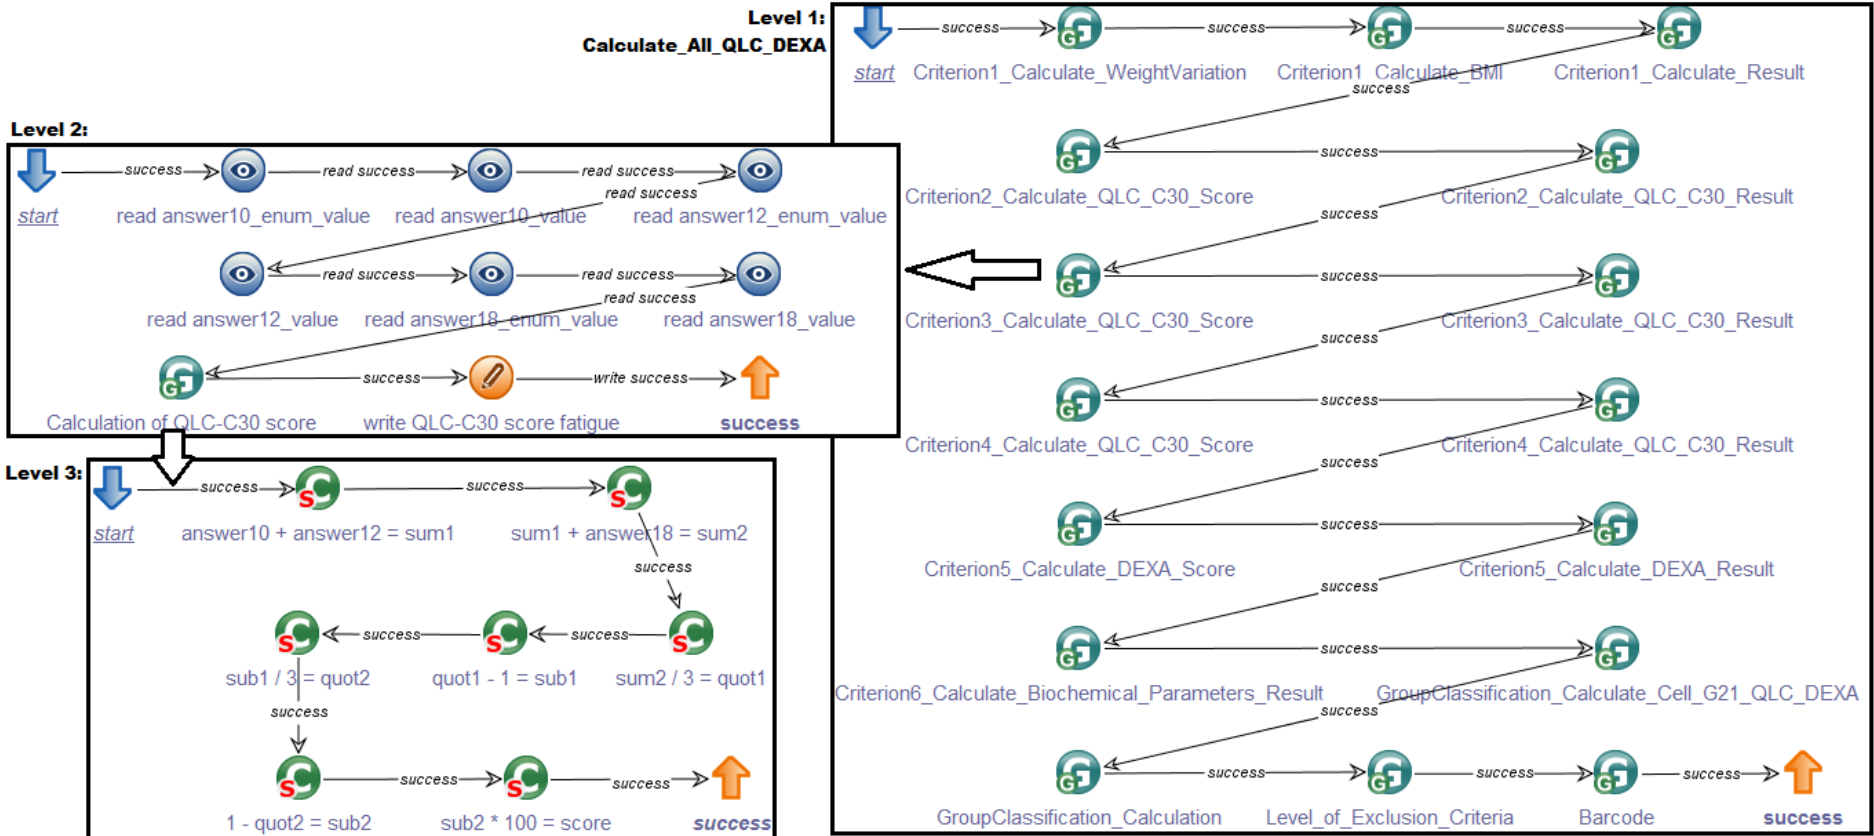 Level 1:
Calculate_All_QLC_DEXA
success success success
start Criterion1_Calculate_WeightVariation Criterion1_Calculate_BMI Criterion1_Calculate_Result
success
success
Criterion2_Calculate_QLC_C30_Score Criterion2_Calculate_QLC_C30_Result
success
success
Criterion3_Calculate_QLC_C30_Score Criterion3_Calculate_QLC_C30_Result
success
success
Criterion4_Calculate_QLC_C30_Score Criterion4_Calculate_QLC_C30_Result
success
success
Criterion5_Calculate_DEXA_Score Criterion5_Calculate_DEXA_Result
success
success
Criterion6_Calculate_Biochemical_Parameters_Result GroupClassification_Calculate_Cell_G21_QLC_DEXA
success
success success success
GroupClassification_Calculation Level_of_Exclusion_Criteria Barcode success
Level 2:
success read success read success
read success
start read answer10_enum_value read answer10_value read answer12_enum_value
read success read success
read success
read answer12_value read answer18_enum_value read answer18_value
success write success
Calculation of QLC-C30 score write QLC-C30 score fatigue success
Level 3:
success success
start answer10 + answer12 = sum1 sum1 + answer18 = sum2
success
success success
sub1 / 3 = quot2 quot1 - 1 = sub1 sum2 / 3 = quot1
success
success success
1 - quot2 = sub2 sub2 * 100 = score success